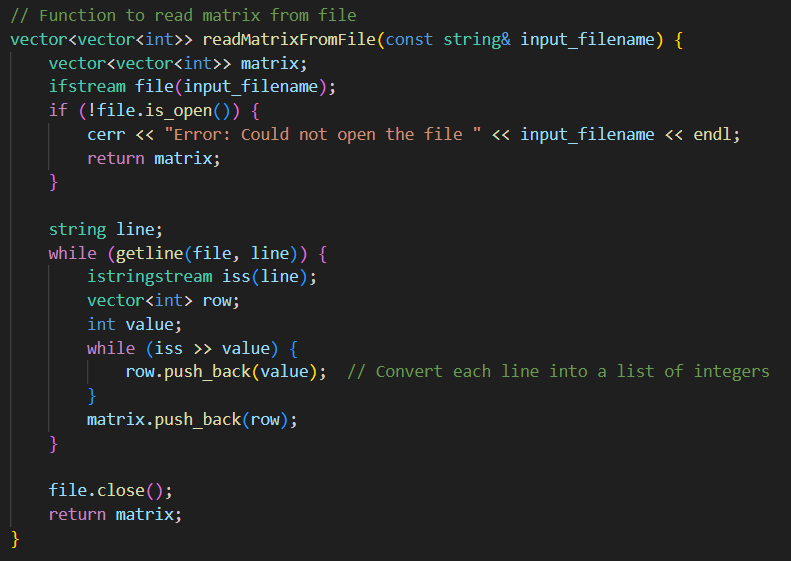 // Function to read matrix from file
vector<vector<int>> readMatrixFromFile(const string& input_filename) {
    vector<vector<int>> matrix;
    ifstream file(input_filename);
    if (!file.is_open()) {
        cerr << "Error: Could not open the file " << input_filename << endl;
        return matrix;
    }

    string line;
    while (getline(file, line)) {
        istringstream iss(line);
        vector<int> row;
        int value;
        while (iss >> value) {
            row.push_back(value);  // Convert each line into a list of integers
        }
        matrix.push_back(row);
    }

    file.close();
    return matrix;
}